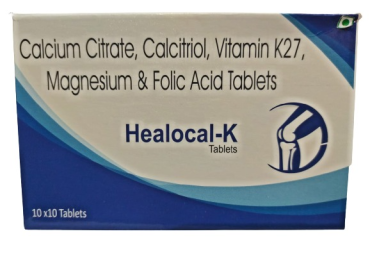 Calcium Citrate, Calcitriol, Vitamin K27,
Magnesium & Folic Acid Tablets
Healocal-K
Tablets
10 x10 Tablets